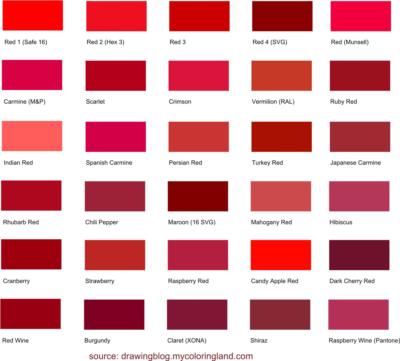 Red 1 (Safe 16) Red 2 (Hex 3) Red 3 Red 4 (SVG) Red (Munsell)
Carmine (M&P) Scarlet Crimson Vermilion (RAL) Ruby Red
Indian Red Spanish Carmine Persian Red Turkey Red Japanese Carmine
Rhubarb Red Chili Pepper Maroon (16 SVG) Mahogany Red Hibiscus
Cranberry Strawberry Raspberry Red Candy Apple Red Dark Cherry Red
Red Wine Burgundy Claret (XONA) Shiraz Raspberry Wine (Pantone)
source: drawingblog.mycoloringland.com